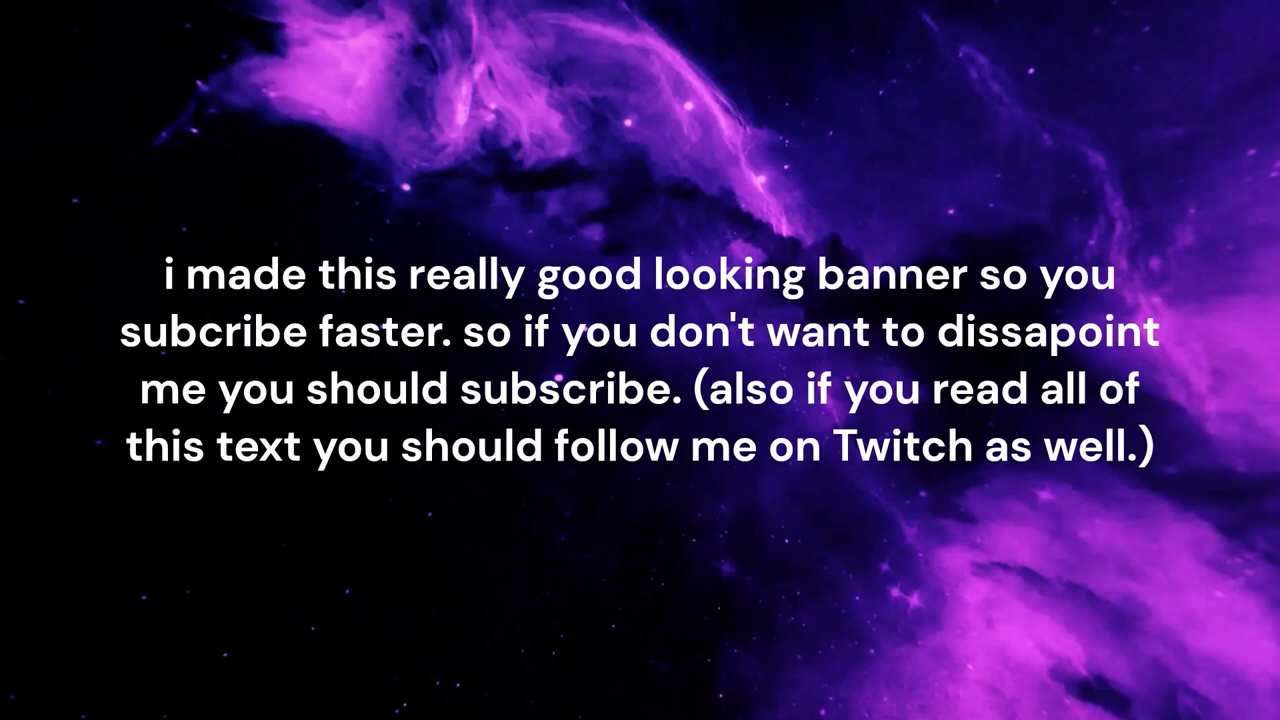 i made this really good looking banner so you
subcribe faster. so if you don't want to dissapoint
me you should subscribe. (also if you read all of
this text you should follow me on Twitch as well.)